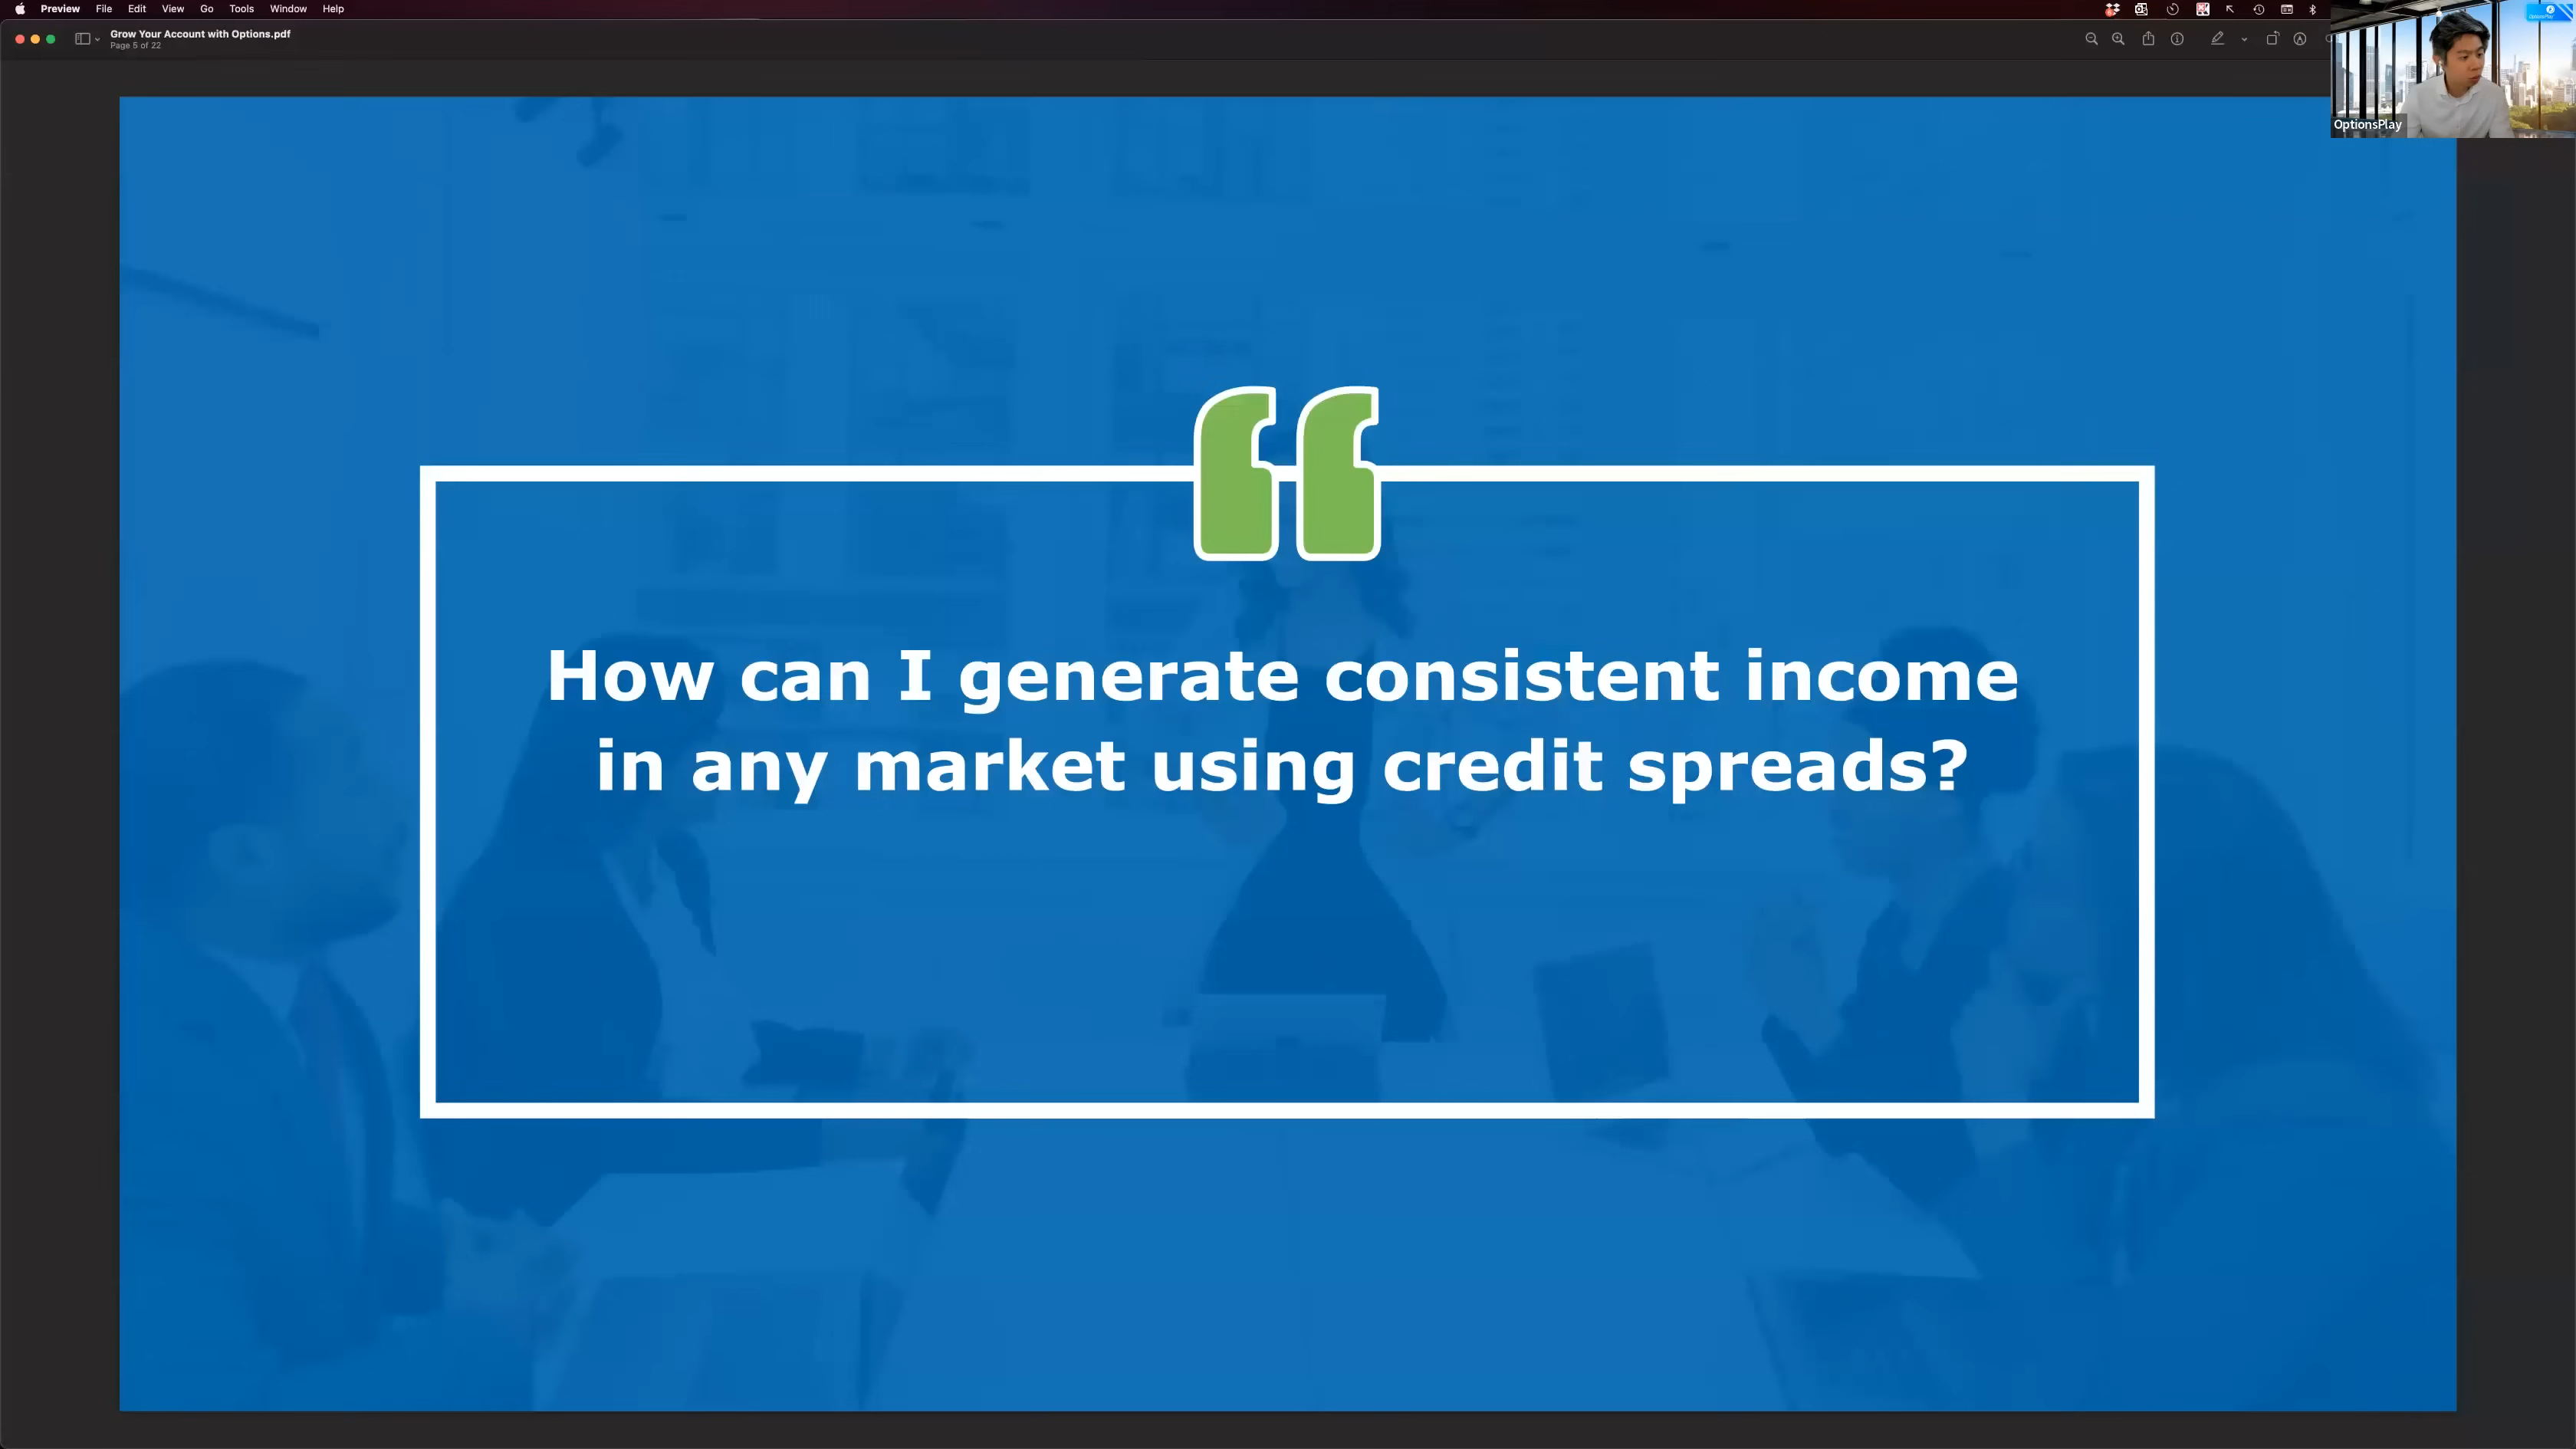 Preview File Edit View Go Tools Window Help
Grow Your Account with Options.pdf
Page 5 of 22
OptionsPlay
How can I generate consistent income
in any market using credit spreads?